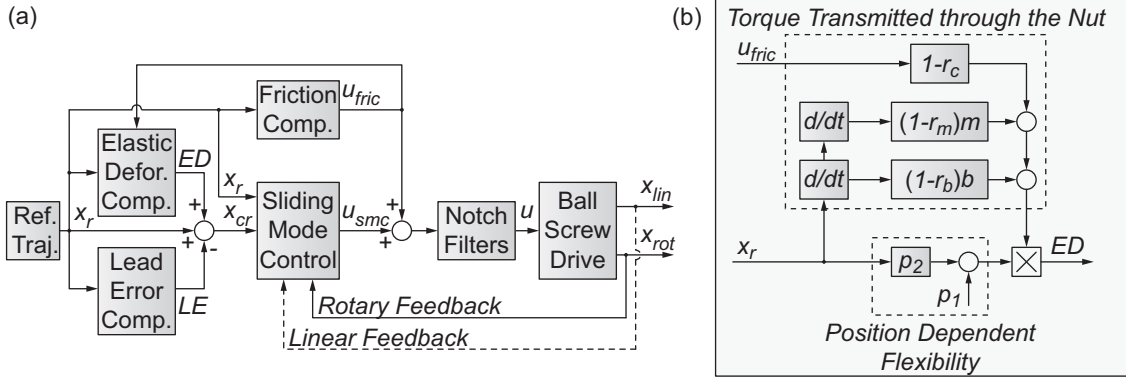 (a)
Ref.
Traj.
x_r
Elastic
Defor.
Comp.
ED
Lead
Error
Comp.
LE
+
+
-
x_r
x_cr
Friction
Comp.
u_fric
Sliding
Mode
Control
u_smc
+
+
Notch
Filters
u
Ball
Screw
Drive
x_lin
x_rot
Rotary Feedback
Linear Feedback
(b)
Torque Transmitted through the Nut
u_fric
1-r_c
d/dt
(1-r_m)m
d/dt
(1-r_b)b
x_r
p_2
p_1
ED
Position Dependent
Flexibility